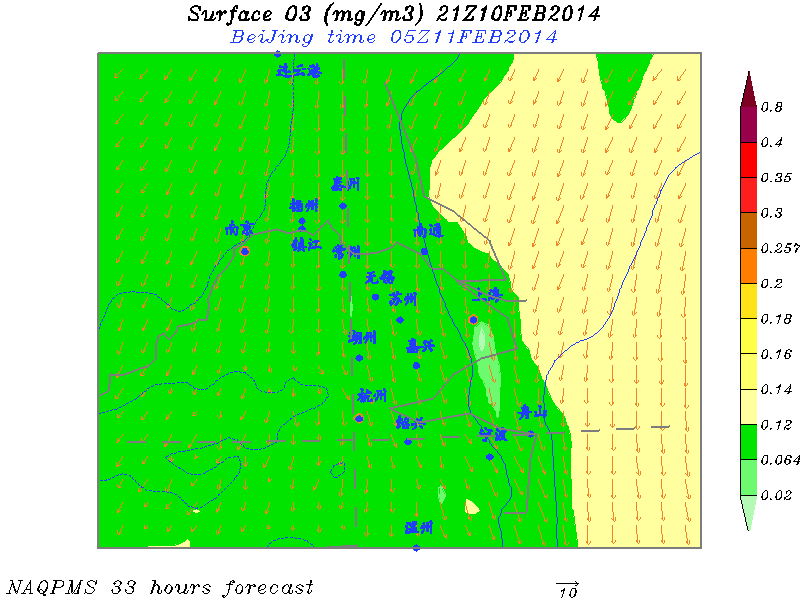 Surface O3 (mg/m3) 21Z10FEB2014
BeiJing time 05Z11FEB2014
连云港
泰州
扬州
南京
镇江
常州
南通
无锡
苏州
上海
湖州
嘉兴
杭州
绍兴
舟山
宁波
温州
0.8
0.4
0.35
0.3
0.257
0.2
0.18
0.16
0.14
0.12
0.064
0.02
NAQPMS 33 hours forecast
10